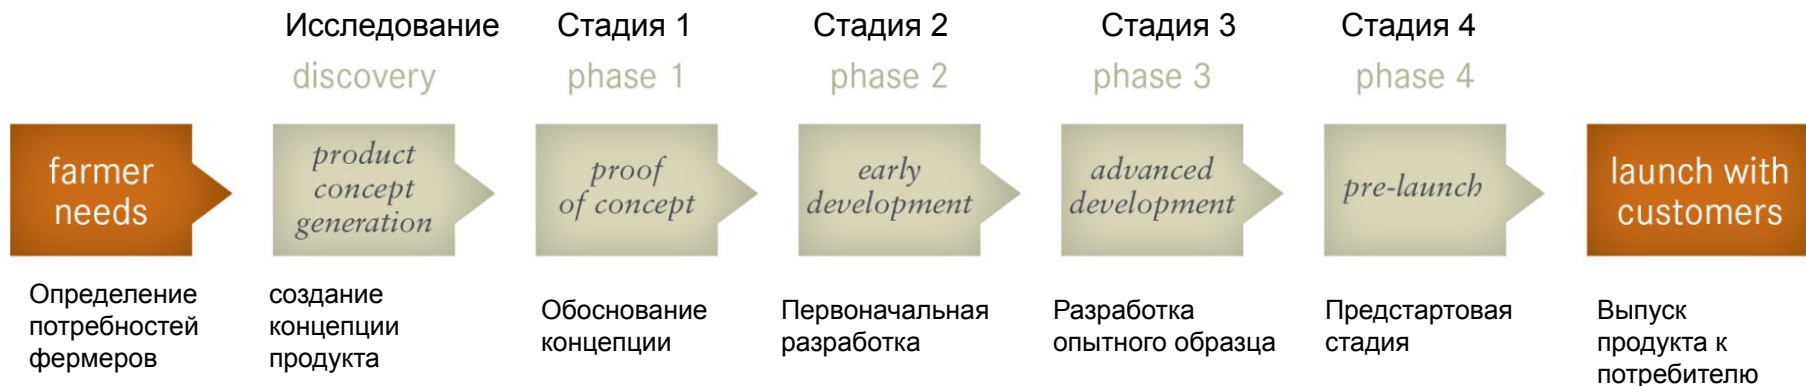 Исследование
Стадия 1
Стадия 2
Стадия 3
Стадия 4
discovery
phase 1
phase 2
phase 3
phase 4
farmer
needs
product
concept
generation
proof
of concept
early
development
advanced
development
pre-launch
launch with
customers
Определение
потребностей
фермеров
создание
концепции
продукта
Обоснование
концепции
Первоначальная
разработка
Разработка
опытного образца
Предстартовая
стадия
Выпуск
продукта к
потребителю